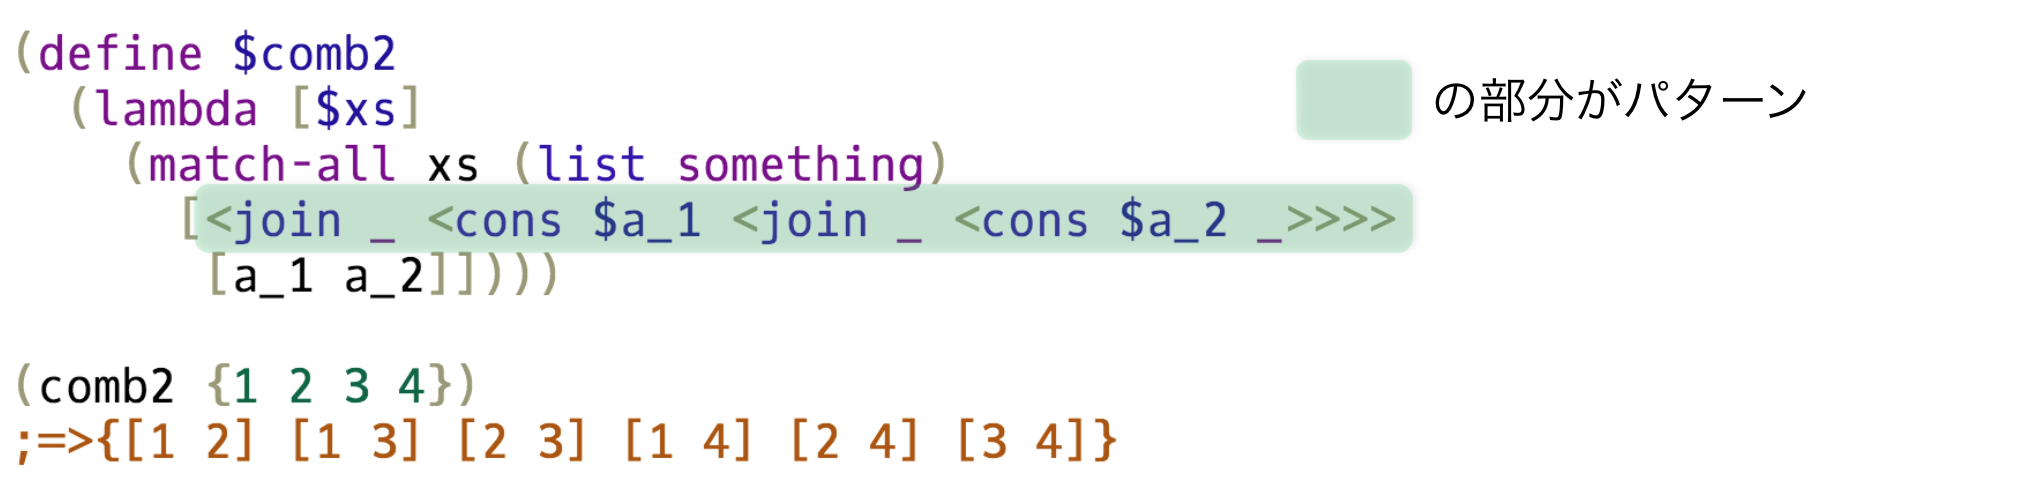 (define $comb2
  (lambda [$xs]
    (match-all xs (list something)
      [<join _ <cons $a_1 <join _ <cons $a_2 _>>>>
       [a_1 a_2]])))
の部分がパターン
(comb2 {1 2 3 4})
;=>{[1 2] [1 3] [2 3] [1 4] [2 4] [3 4]}